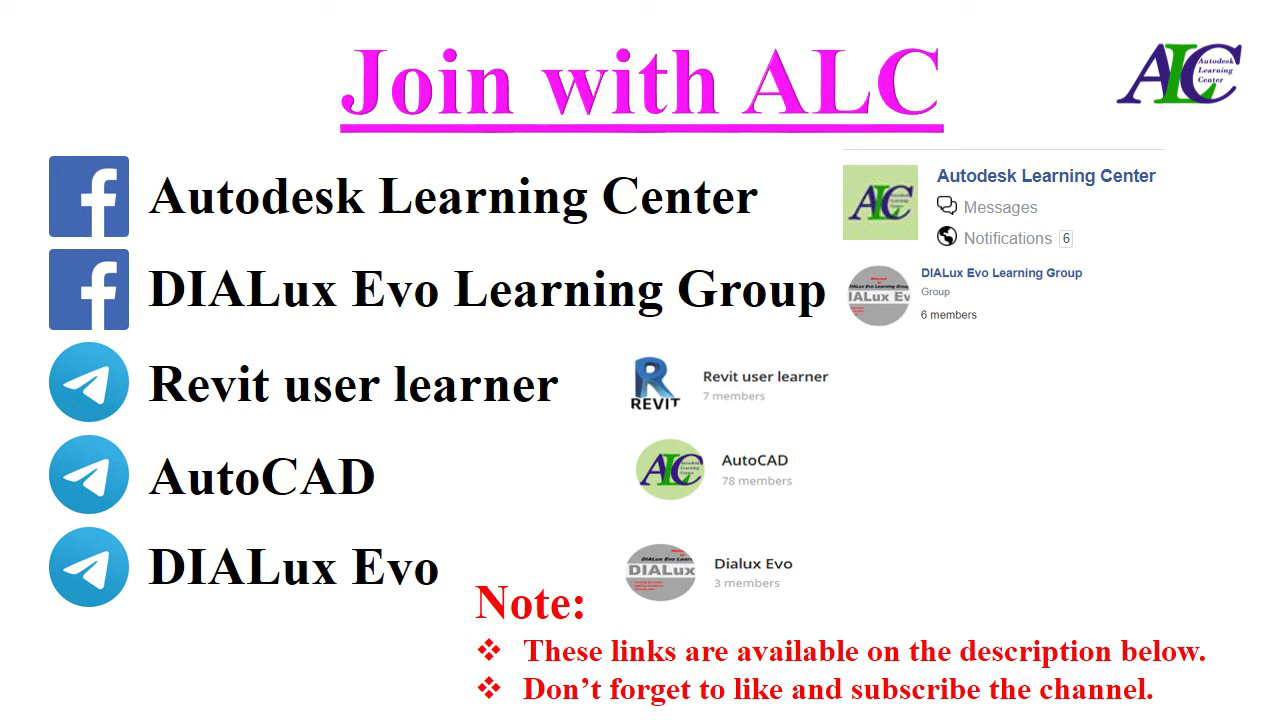 Join with ALC
ALC
Autodesk
Learning
Center
Autodesk Learning Center
Autodesk Learning Center
Messages
Notifications 6
DIALux Evo Learning Group
DIALux Evo Learning Group
Group
6 members
IALux Ev
Revit user learner
REVIT
Revit user learner
7 members
AutoCAD
ALC
AutoCAD
78 members
DIALux Evo
DIALux
Dialux Evo
3 members
Note:
❖ These links are available on the description below.
❖ Don’t forget to like and subscribe the channel.